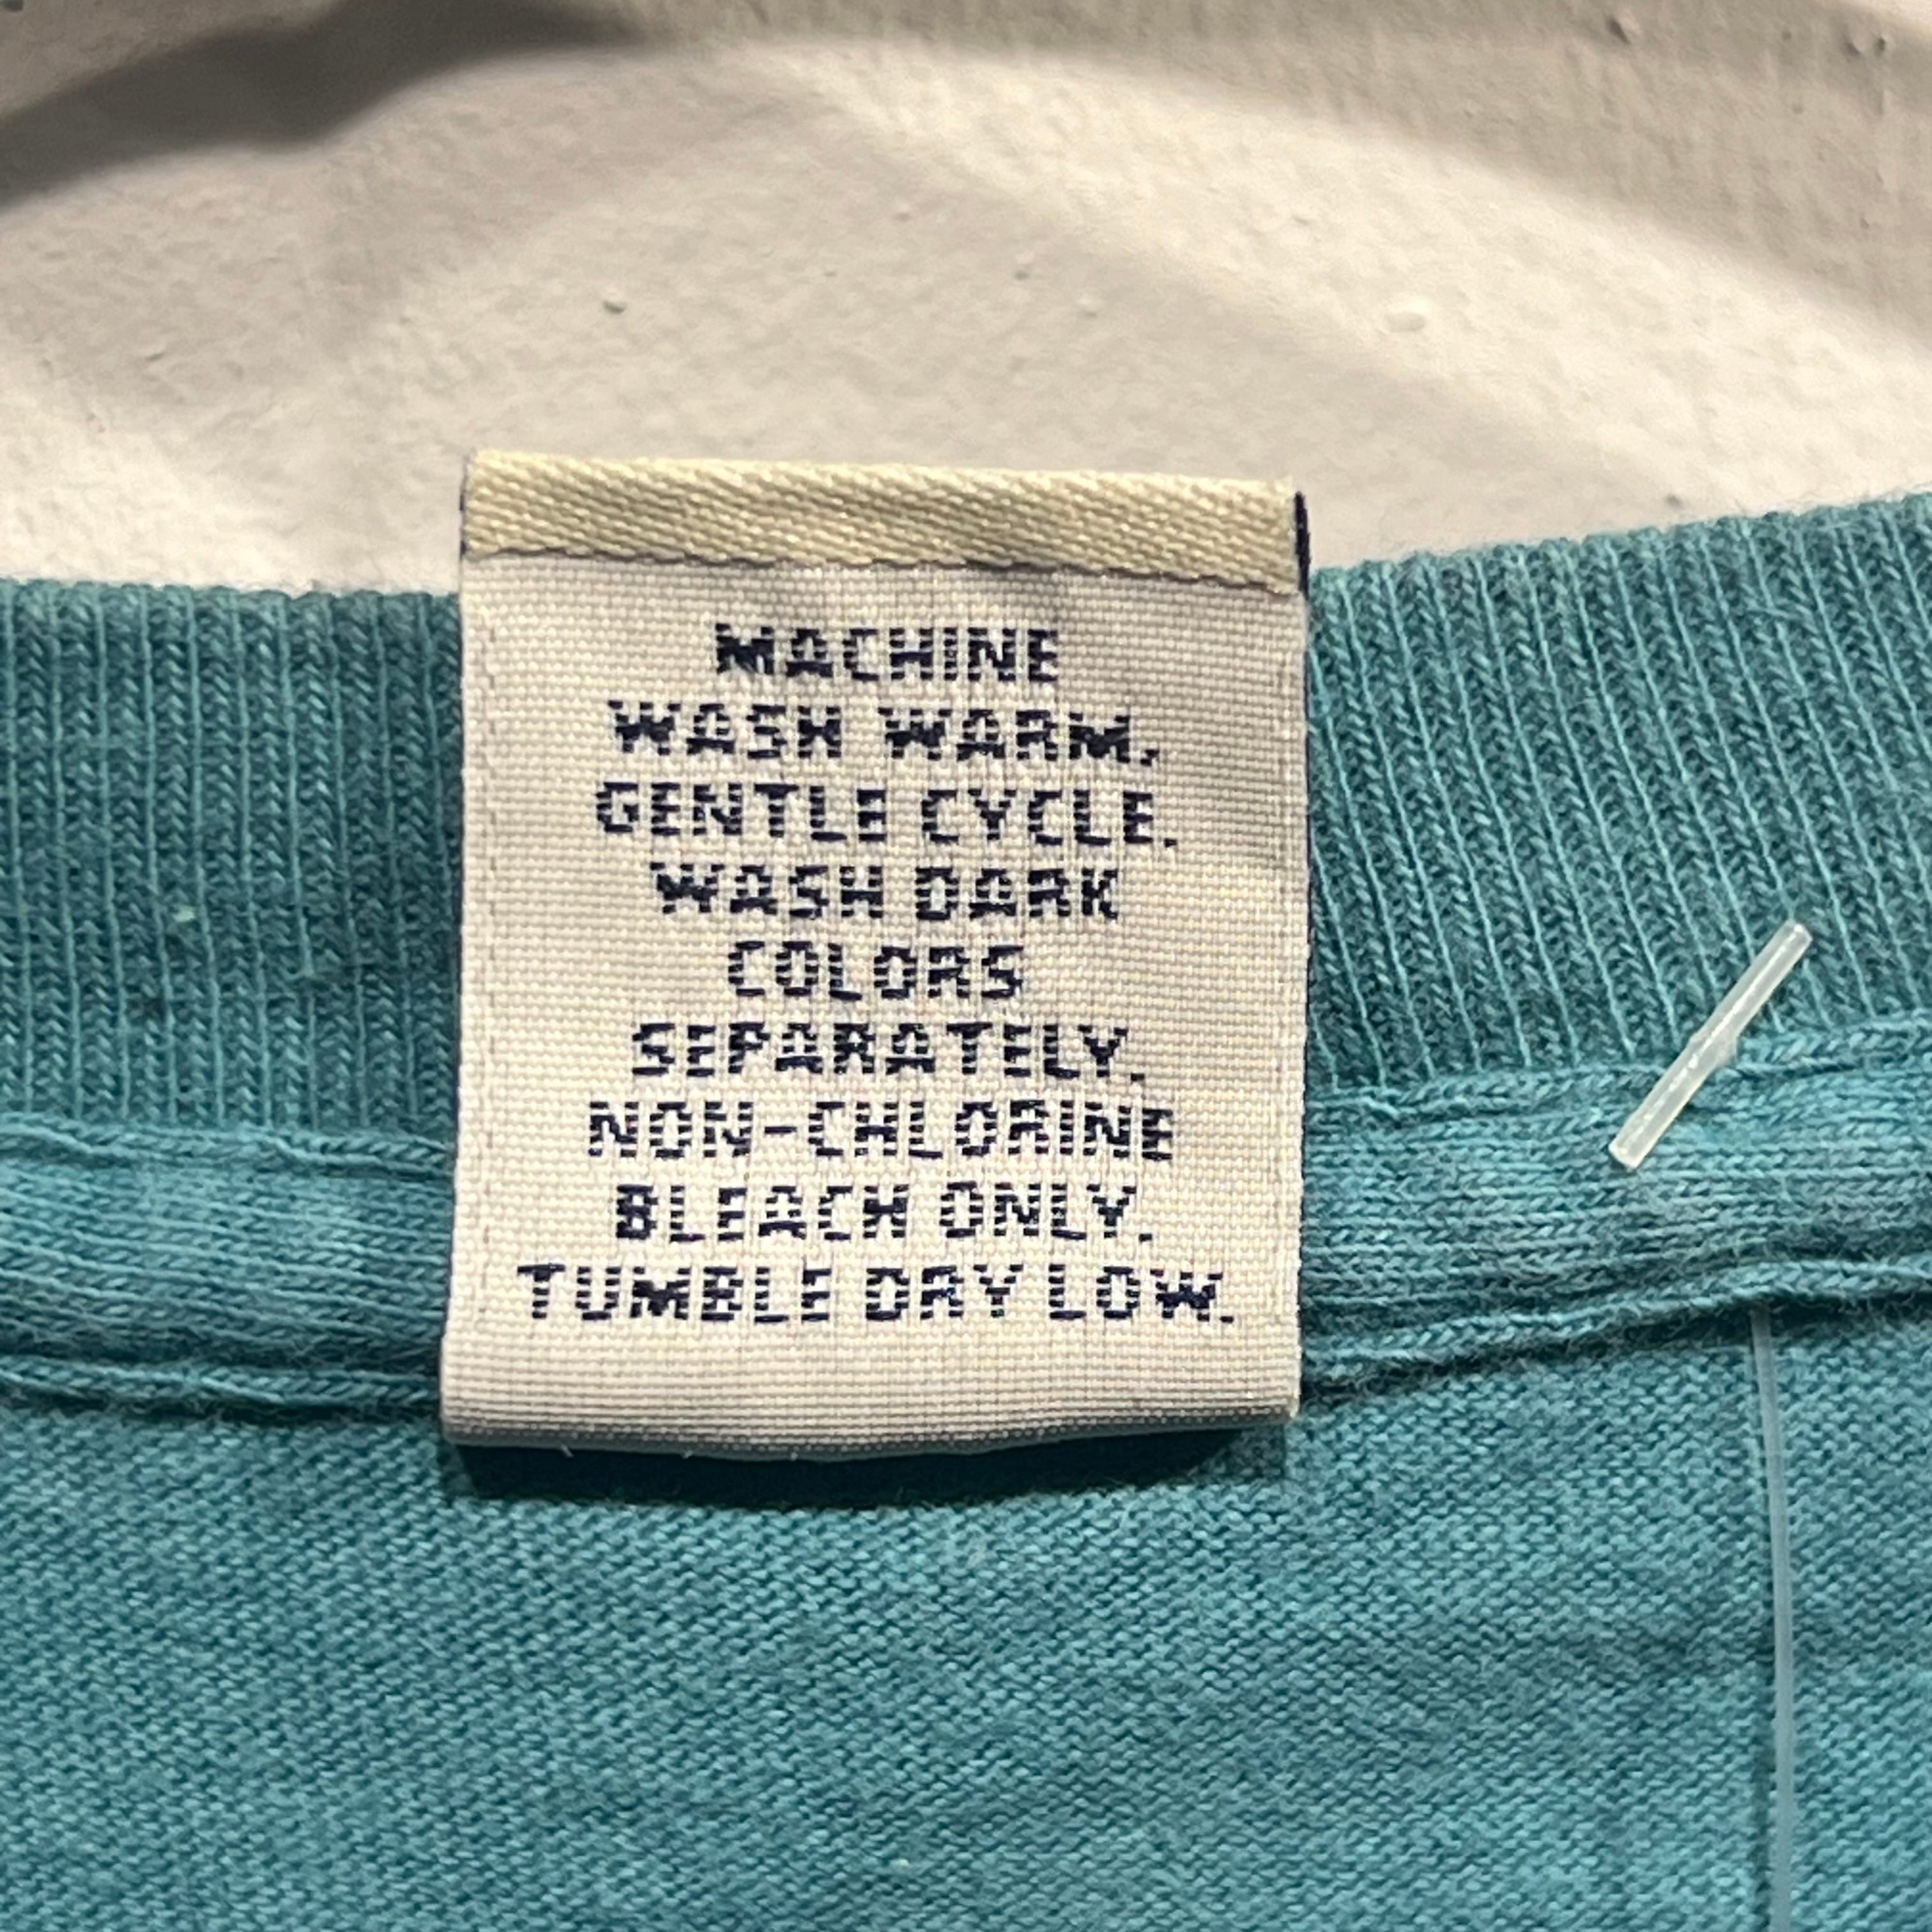 MACHINE
WASH WARM,
GENTLE CYCLE.
WASH DARK
COLORS
SEPARATELY.
NON-CHLORINE
BLEACH ONLY.
TUMBLE DRY LOW.